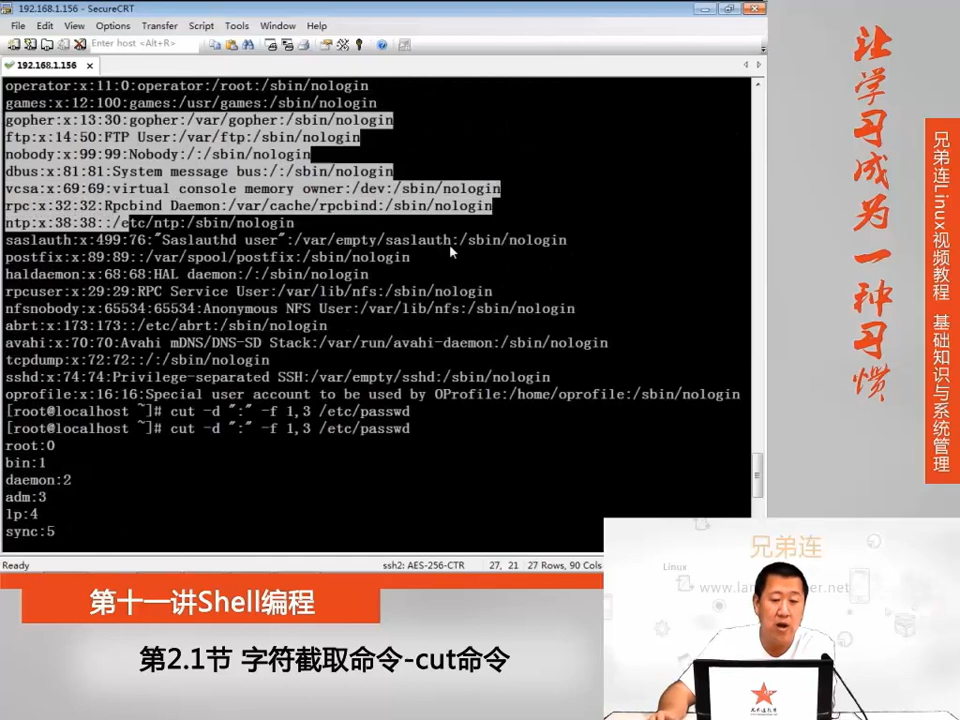 192.168.1.156 - SecureCRT
File Edit View Options Transfer Script Tools Window Help
Enter host <Alt+R>
192.168.1.156
operator:x:11:0:operator:/root:/sbin/nologin
games:x:12:100:games:/usr/games:/sbin/nologin
gopher:x:13:30:gopher:/var/gopher:/sbin/nologin
ftp:x:14:50:FTP User:/var/ftp:/sbin/nologin
nobody:x:99:99:Nobody:/:/sbin/nologin
dbus:x:81:81:System message bus:/:/sbin/nologin
vcsa:x:69:69:virtual console memory owner:/dev:/sbin/nologin
rpc:x:32:32:Rpcbind Daemon:/var/cache/rpcbind:/sbin/nologin
ntp:x:38:38::/etc/ntp:/sbin/nologin
saslauth:x:499:76:"Saslauthd user":/var/empty/saslauth:/sbin/nologin
postfix:x:89:89::/var/spool/postfix:/sbin/nologin
haldaemon:x:68:68:HAL daemon:/:/sbin/nologin
rpcuser:x:29:29:RPC Service User:/var/lib/nfs:/sbin/nologin
nfsnobody:x:65534:65534:Anonymous NFS User:/var/lib/nfs:/sbin/nologin
abrt:x:173:173::/etc/abrt:/sbin/nologin
avahi:x:70:70:Avahi mDNS/DNS-SD Stack:/var/run/avahi-daemon:/sbin/nologin
tcpdump:x:72:72::/:/sbin/nologin
sshd:x:74:74:Privilege-separated SSH:/var/empty/sshd:/sbin/nologin
oprofile:x:16:16:Special user account to be used by OProfile:/home/oprofile:/sbin/nologin
[root@localhost ~]# cut -d ":" -f 1,3 /etc/passwd
[root@localhost ~]# cut -d ":" -f 1,3 /etc/passwd
root:0
bin:1
daemon:2
adm:3
lp:4
sync:5
Ready ssh2: AES-256-CTR 27, 21 27 Rows, 90 Cols
让学习成为一种习惯
兄弟连Linux视频教程 基础知识与系统管理
兄弟连
Linux
第十一讲Shell编程
第2.1节 字符截取命令-cut命令